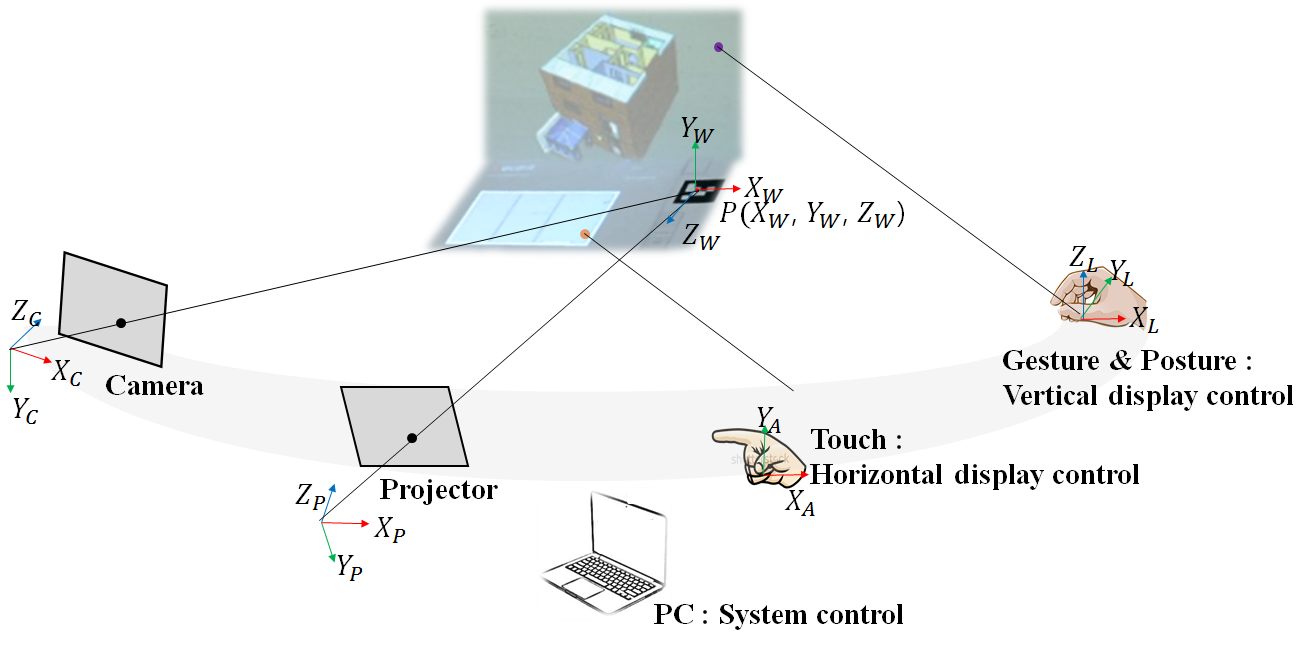 Y_W
X_W
P(X_W, Y_W, Z_W)
Z_W
Z_C
X_C
Y_C
Camera
Z_L
Y_L
X_L
Gesture & Posture :
Vertical display control
Y_A
X_A
Touch :
Horizontal display control
Projector
Z_P
X_P
Y_P
PC : System control